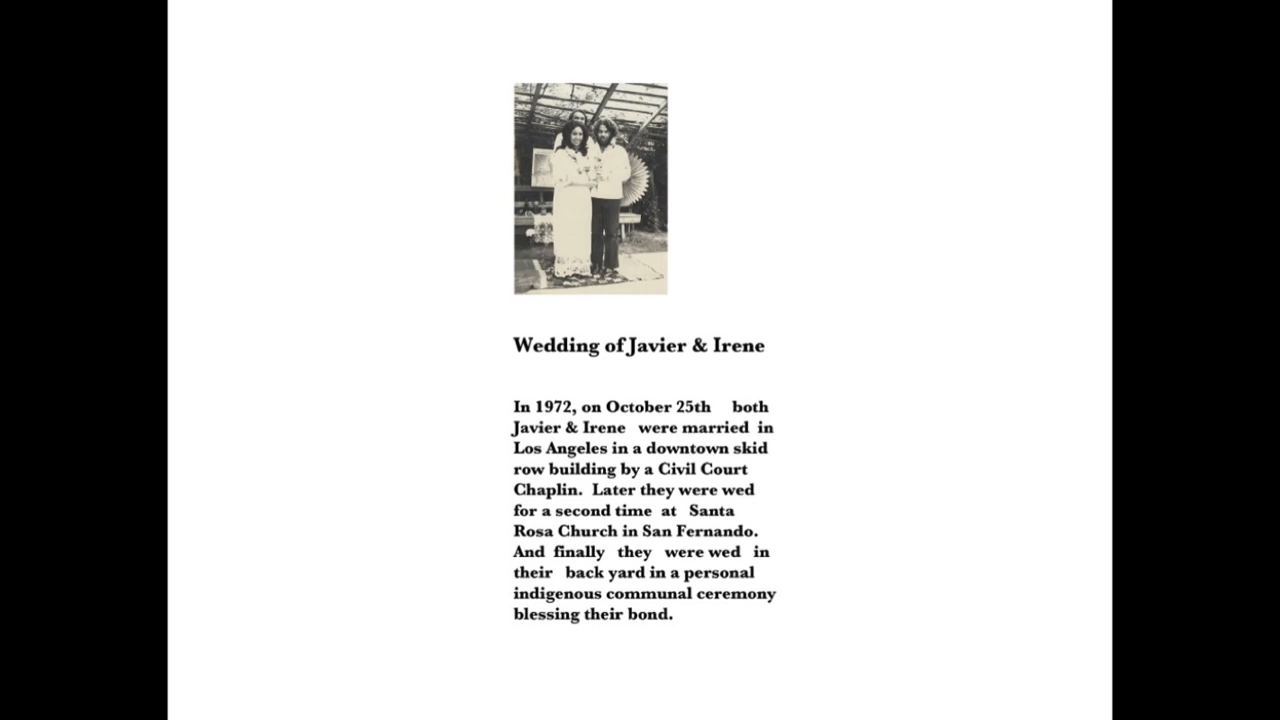 Wedding of Javier & Irene
In 1972, on October 25th both
Javier & Irene were married in
Los Angeles in a downtown skid
row building by a Civil Court
Chaplin. Later they were wed
for a second time at Santa
Rosa Church in San Fernando.
And finally they were wed in
their back yard in a personal
indigenous communal ceremony
blessing their bond.